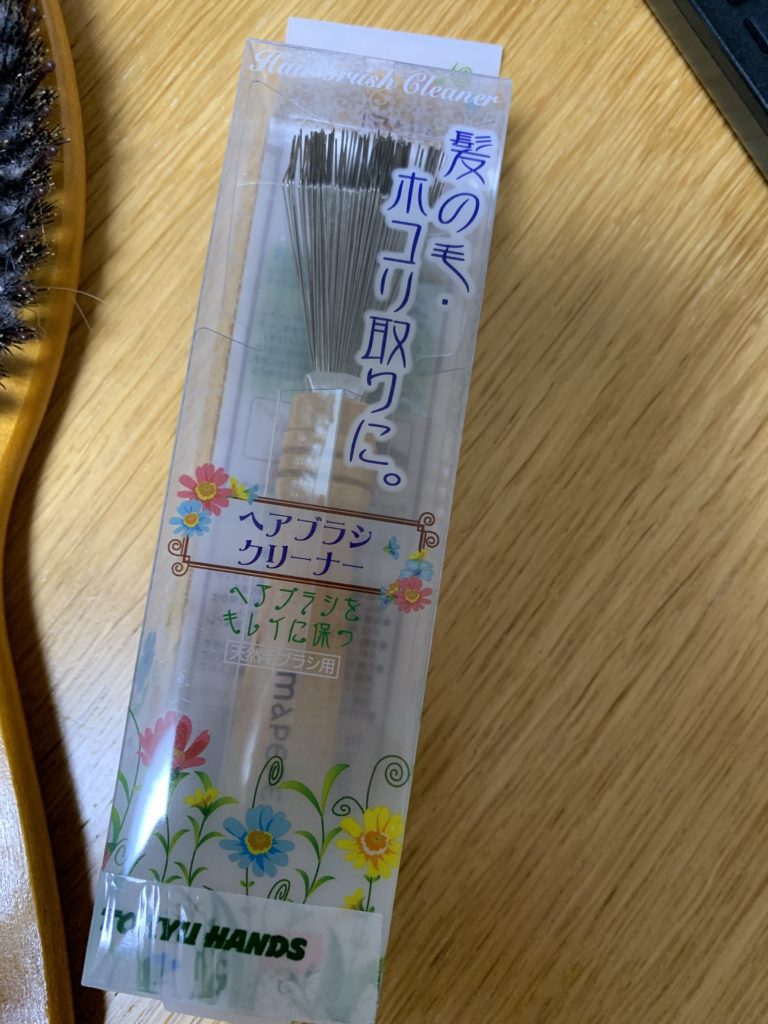 Hairbrush Cleaner
髪の毛・
ホコリ取りに。
ヘアブラシ
クリーナー
ヘアブラシを
キレイに保つ
天然毛ブラシ用
mape
TOKYU HANDS